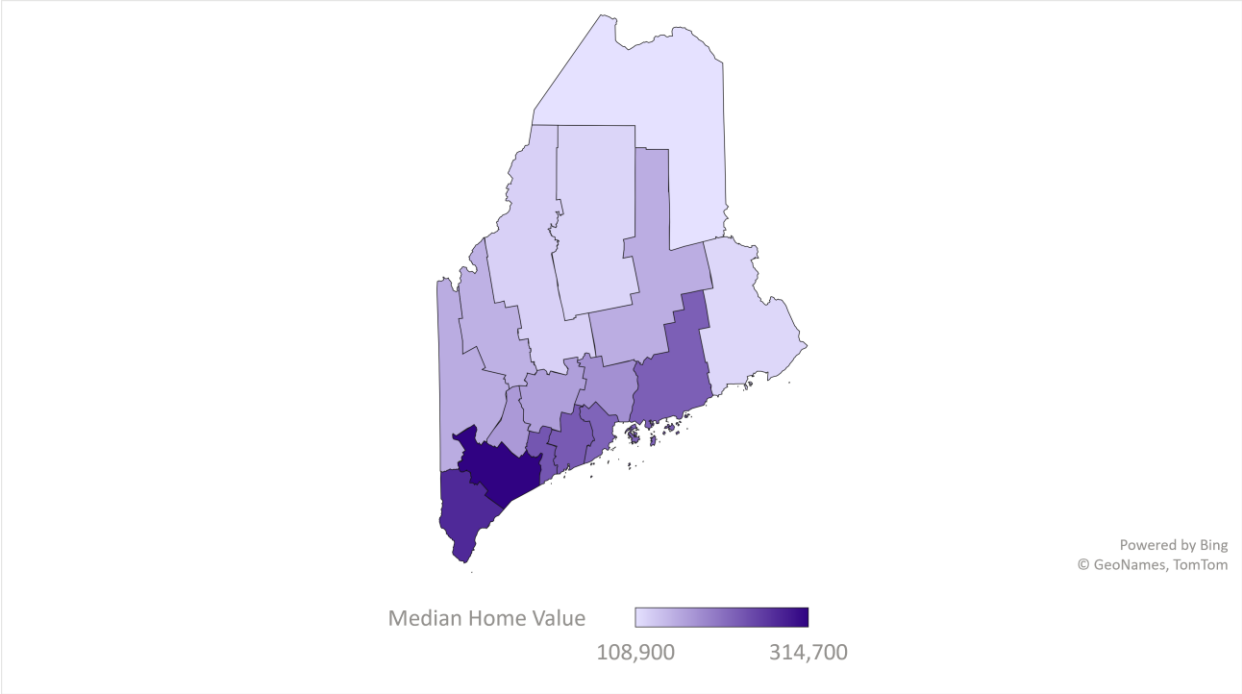 Powered by Bing
© GeoNames, TomTom
Median Home Value
108,900
314,700